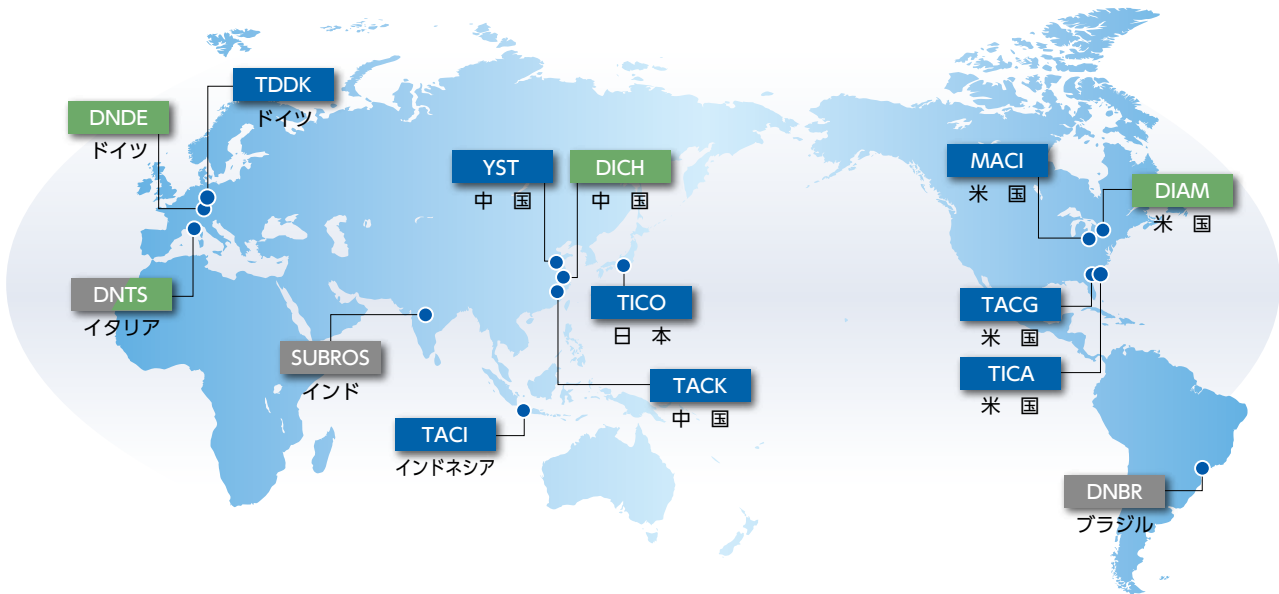 TDDK
ドイツ
DNDE
ドイツ
YST
中　国
DICH
中　国
MACI
米　国
DIAM
米　国
DNTS
イタリア
TICO
日　本
TACG
米　国
SUBROS
インド
TICA
米　国
TACK
中　国
TACI
インドネシア
DNBR
ブラジル